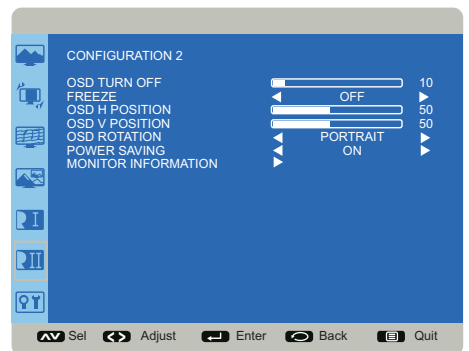 CONFIGURATION 2
OSD TURN OFF 10
FREEZE OFF
OSD H POSITION 50
OSD V POSITION 50
OSD ROTATION PORTRAIT
POWER SAVING ON
MONITOR INFORMATION
I
II
Sel Adjust Enter Back Quit